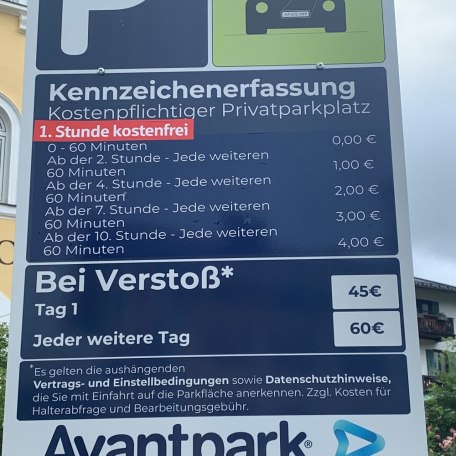 P
Kennzeichenerfassung
Kostenpflichtiger Privatparkplatz
1. Stunde kostenfrei
0 - 60 Minuten 0,00 €
Ab der 2. Stunde - Jede weiteren
60 Minuten 1,00 €
Ab der 4. Stunde - Jede weiteren
60 Minuten 2,00 €
Ab der 7. Stunde - Jede weiteren
60 Minuten 3,00 €
Ab der 10. Stunde - Jede weiteren
60 Minuten 4,00 €
Bei Verstoß*
Tag 1 45€
Jeder weitere Tag 60€
*Es gelten die aushängenden
Vertrags- und Einstellbedingungen sowie Datenschutzhinweise,
die Sie mit Einfahrt auf die Parkfläche anerkennen. Zzgl. Kosten für
Halterabfrage und Bearbeitungsgebühr.
Avantpark®